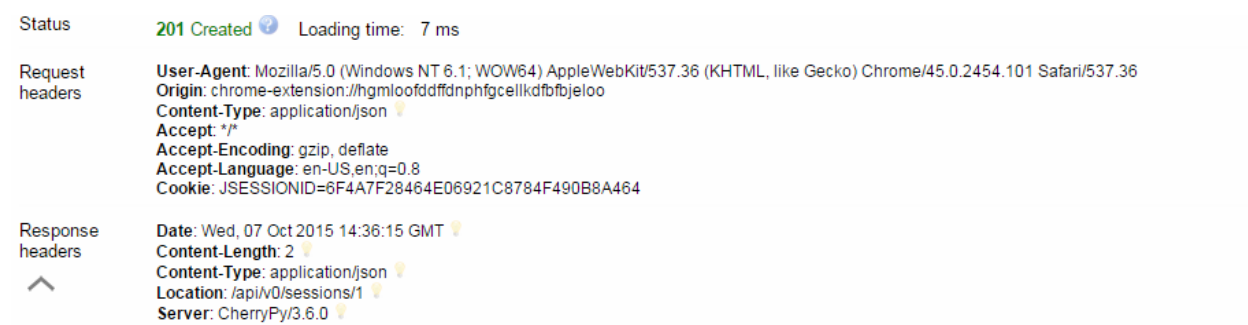 Status
201 Created Loading time: 7 ms
Request headers
User-Agent: Mozilla/5.0 (Windows NT 6.1; WOW64) AppleWebKit/537.36 (KHTML, like Gecko) Chrome/45.0.2454.101 Safari/537.36
Origin: chrome-extension://hgmloofddffdnphfgcellkdfbfbjeloo
Content-Type: application/json
Accept: */*
Accept-Encoding: gzip, deflate
Accept-Language: en-US,en;q=0.8
Cookie: JSESSIONID=6F4A7F28464E06921C8784F490B8A464
Response headers
Date: Wed, 07 Oct 2015 14:36:15 GMT
Content-Length: 2
Content-Type: application/json
Location: /api/v0/sessions/1
Server: CherryPy/3.6.0